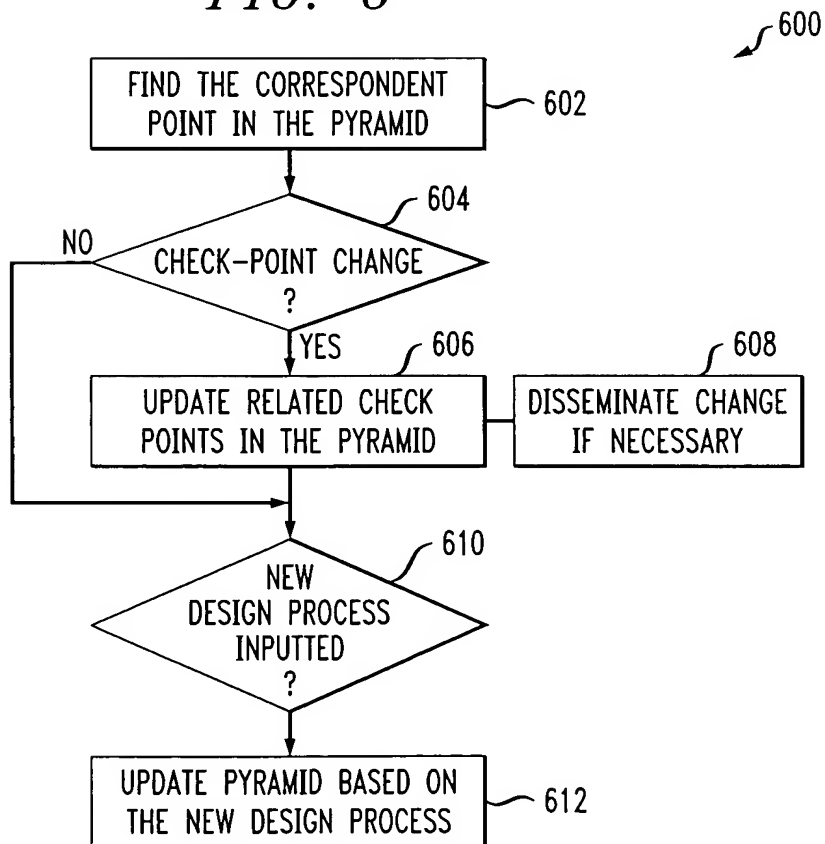 FIG. 6
600
FIND THE CORRESPONDENT
POINT IN THE PYRAMID
602
604
NO
CHECK-POINT CHANGE
?
YES
606
608
UPDATE RELATED CHECK
POINTS IN THE PYRAMID
DISSEMINATE CHANGE
IF NECESSARY
610
NEW
DESIGN PROCESS
INPUTTED
?
UPDATE PYRAMID BASED ON
THE NEW DESIGN PROCESS
612